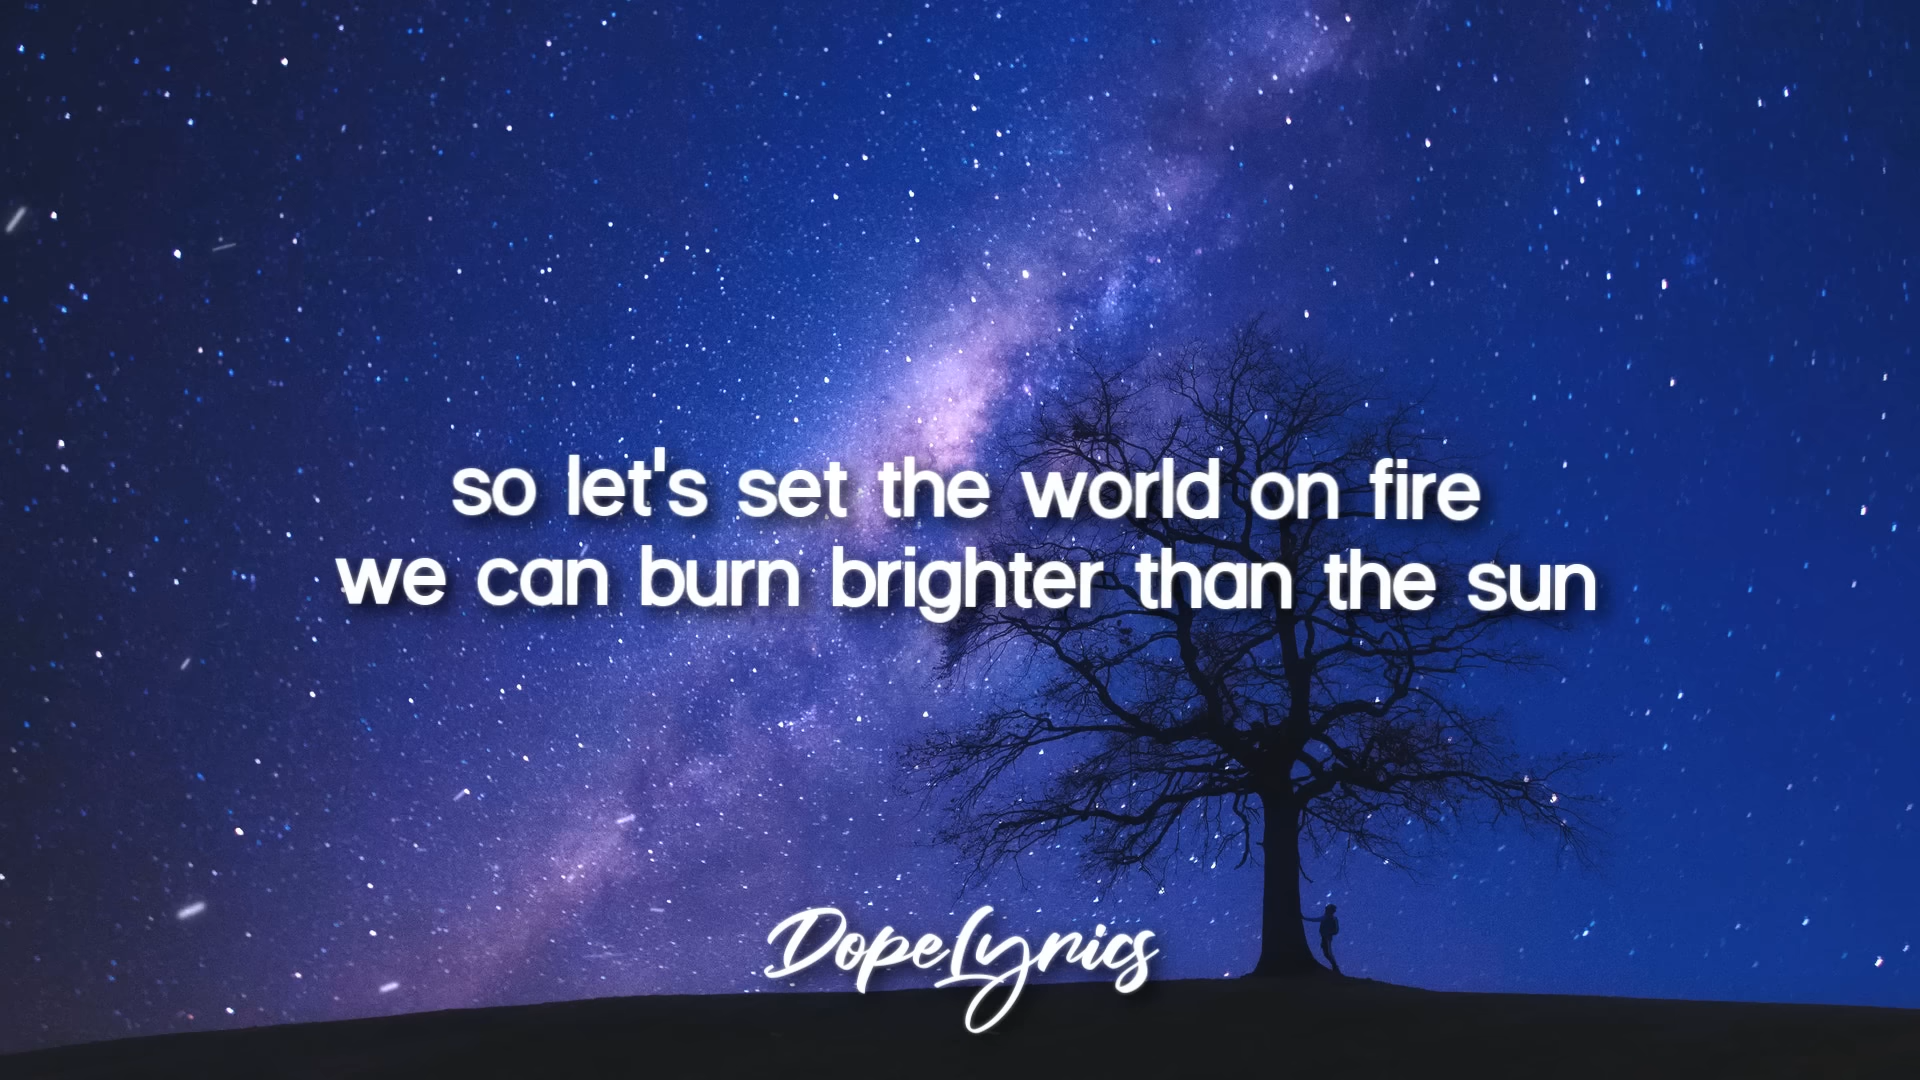 so let's set the world on fire
we can burn brighter than the sun
DopeLyrics